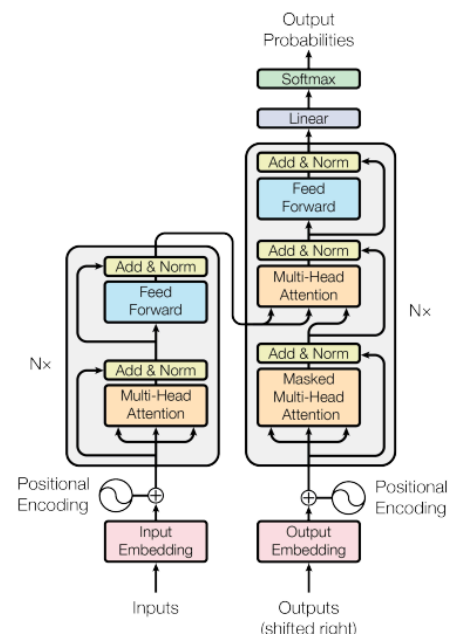 Output
Probabilities
Softmax
Linear
Add & Norm
Feed
Forward
Add & Norm
Multi-Head
Attention
Add & Norm
Masked
Multi-Head
Attention
Nx
Add & Norm
Feed
Forward
Add & Norm
Multi-Head
Attention
Nx
Positional
Encoding
Positional
Encoding
Input
Embedding
Output
Embedding
Inputs
Outputs
(shifted right)